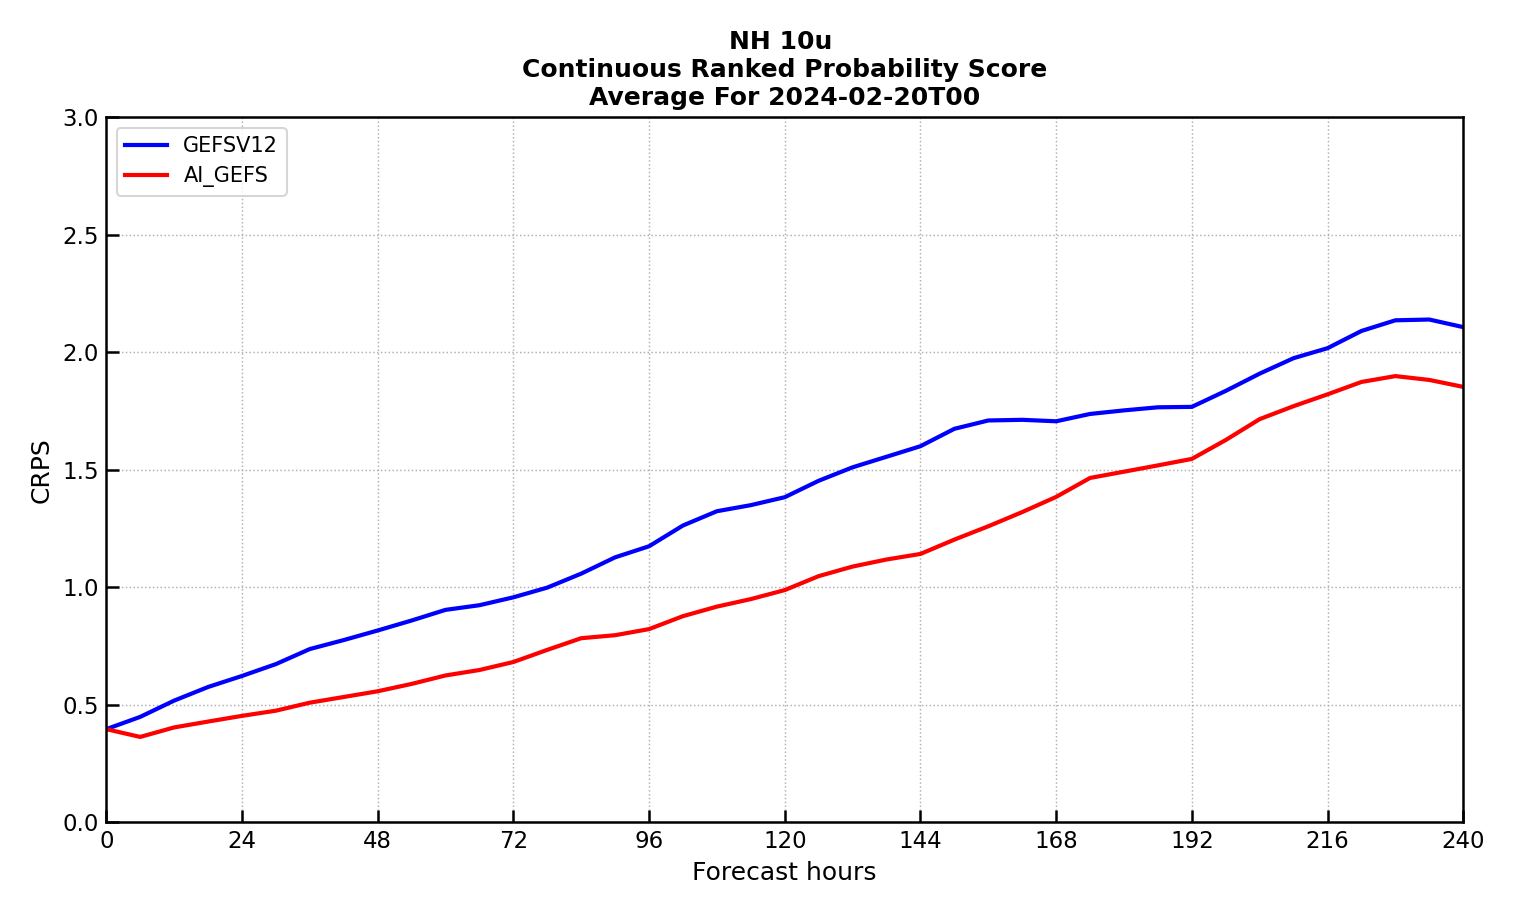 NH 10u
Continuous Ranked Probability Score
Average For 2024-02-20T00
3.0
GEFSV12
AI_GEFS
2.5
2.0
1.5
1.0
0.5
0.0
CRPS
0 24 48 72 96 120 144 168 192 216 240
Forecast hours